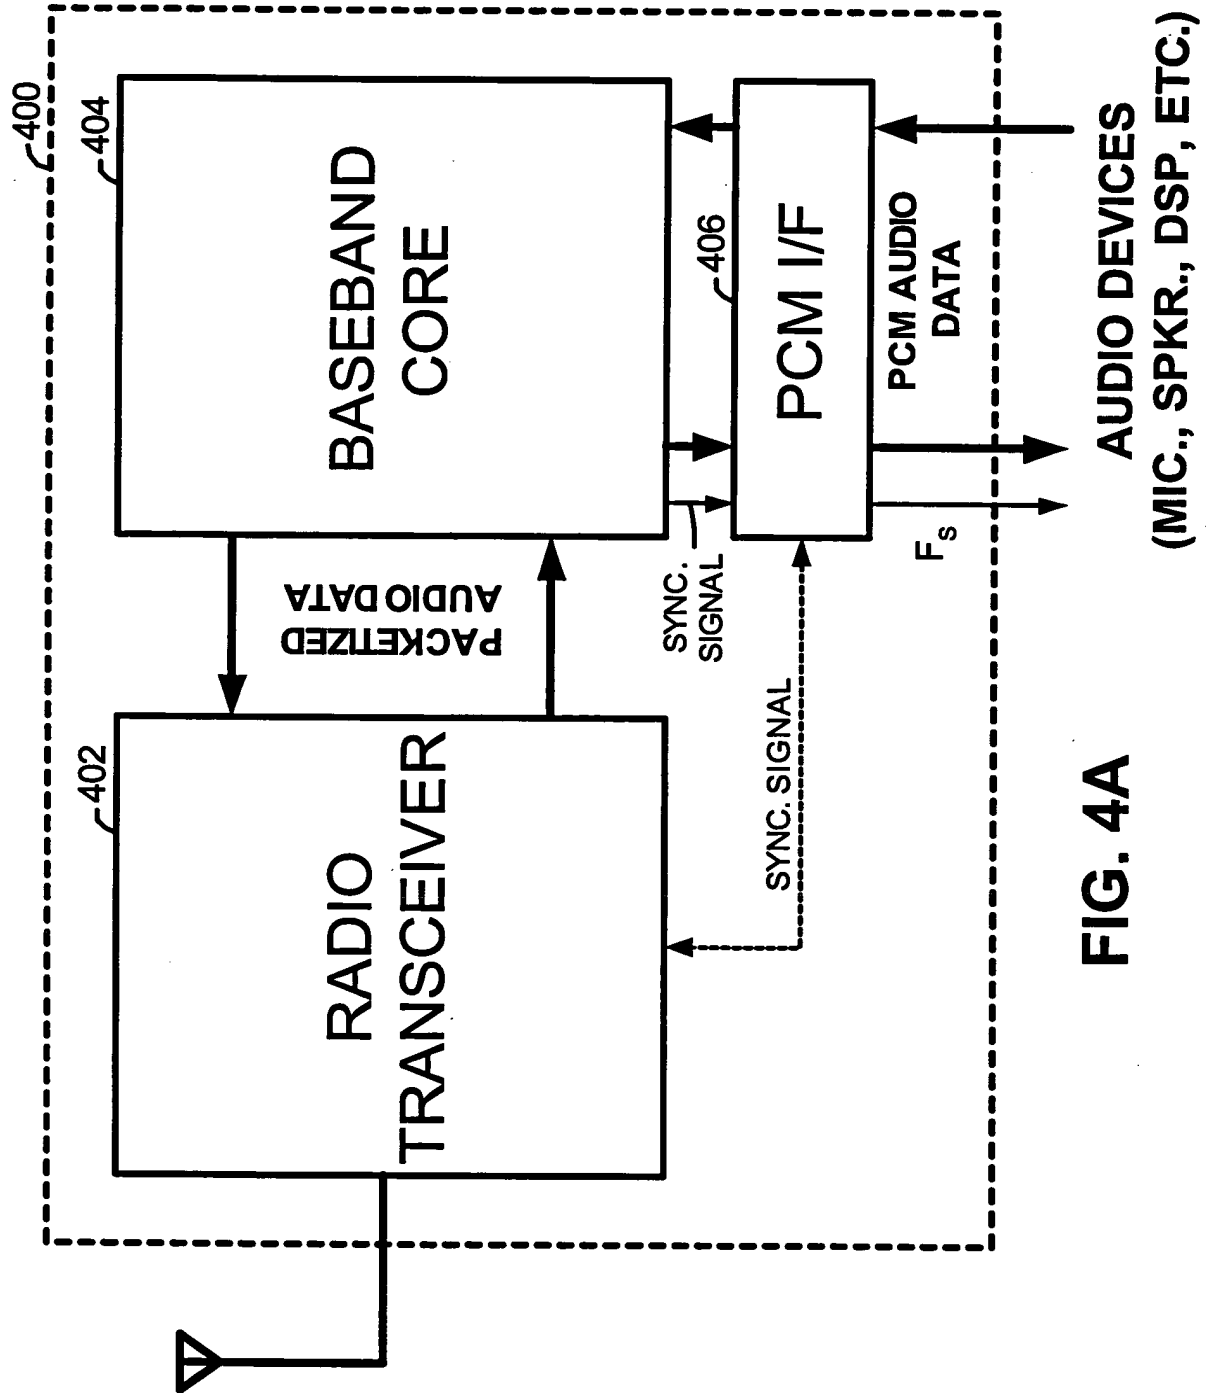 400
402
404
RADIO
TRANSCEIVER
PACKETIZED
AUDIO DATA
BASEBAND
CORE
SYNC.
SIGNAL
SYNC. SIGNAL
406
PCM I/F
F_S
PCM AUDIO
DATA
AUDIO DEVICES
(MIC., SPKR., DSP, ETC.)
FIG. 4A